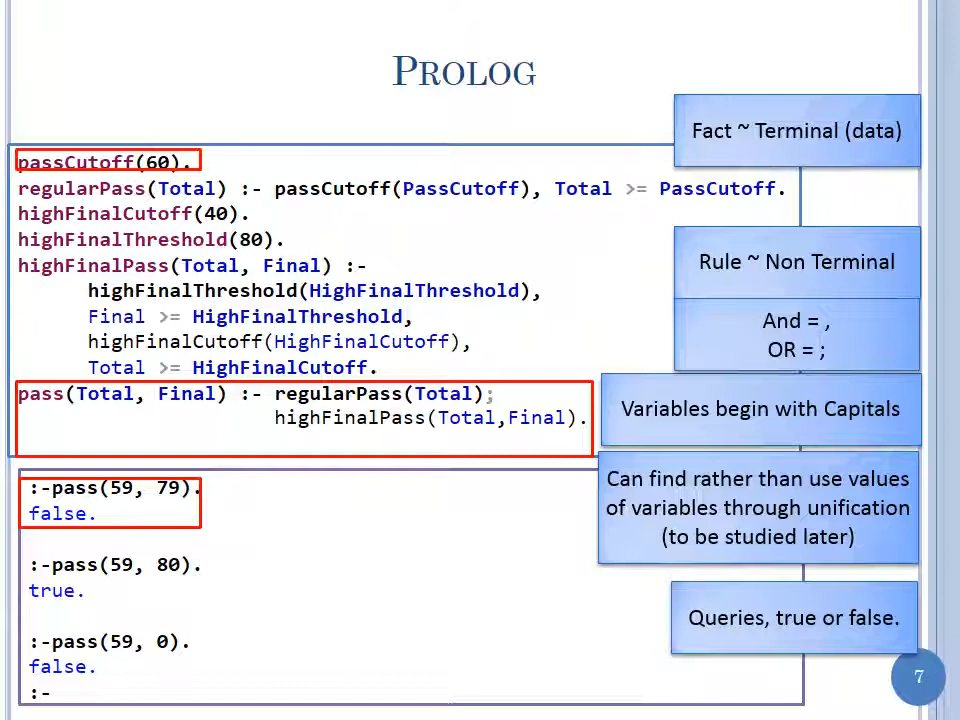 PROLOG
Fact ~ Terminal (data)
passCutoff(60).
regularPass(Total) :- passCutoff(PassCutoff), Total >= PassCutoff.
highFinalCutoff(40).
highFinalThreshold(80).
highFinalPass(Total, Final) :-
highFinalThreshold(HighFinalThreshold),
Final >= HighFinalThreshold,
highFinalCutoff(HighFinalCutoff),
Total >= HighFinalCutoff.
pass(Total, Final) :- regularPass(Total);
highFinalPass(Total,Final).
Rule ~ Non Terminal
And = ,
OR = ;
Variables begin with Capitals
Can find rather than use values
of variables through unification
(to be studied later)
:-pass(59, 79).
false.
:-pass(59, 80).
true.
:-pass(59, 0).
false.
:-
Queries, true or false.
7